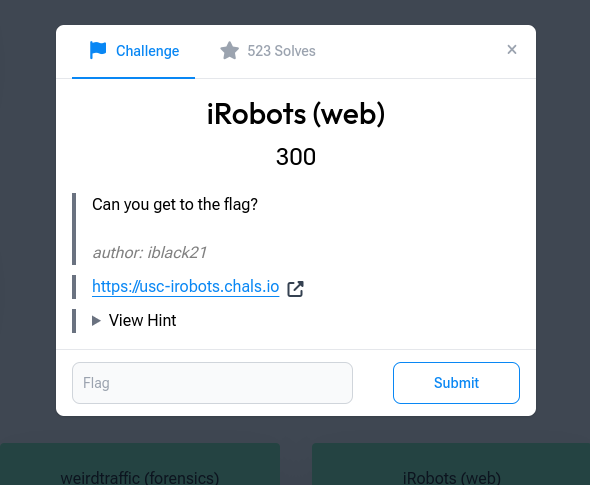 Challenge
523 Solves
×
iRobots (web)
300
Can you get to the flag?
author: iblack21
https://usc-irobots.chals.io
View Hint
Flag
Submit
weirdtraffic (forensics)
iRobots (web)